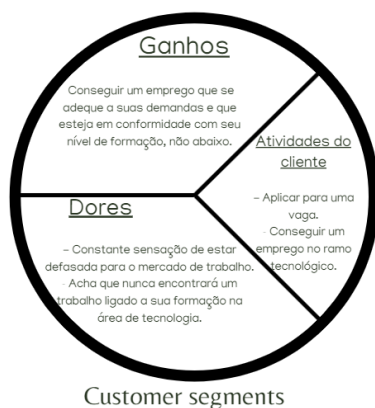 Ganhos
Conseguir um emprego que se
adeque a suas demandas e que
esteja em conformidade com seu
nível de formação, não abaixo.
Atividades do
cliente
- Aplicar para uma
vaga.
- Conseguir um
emprego no ramo
tecnológico.
Dores
- Constante sensação de estar
defasada para o mercado de trabalho.
- Acha que nunca encontrará um
trabalho ligado a sua formação na
área de tecnologia.
Customer segments